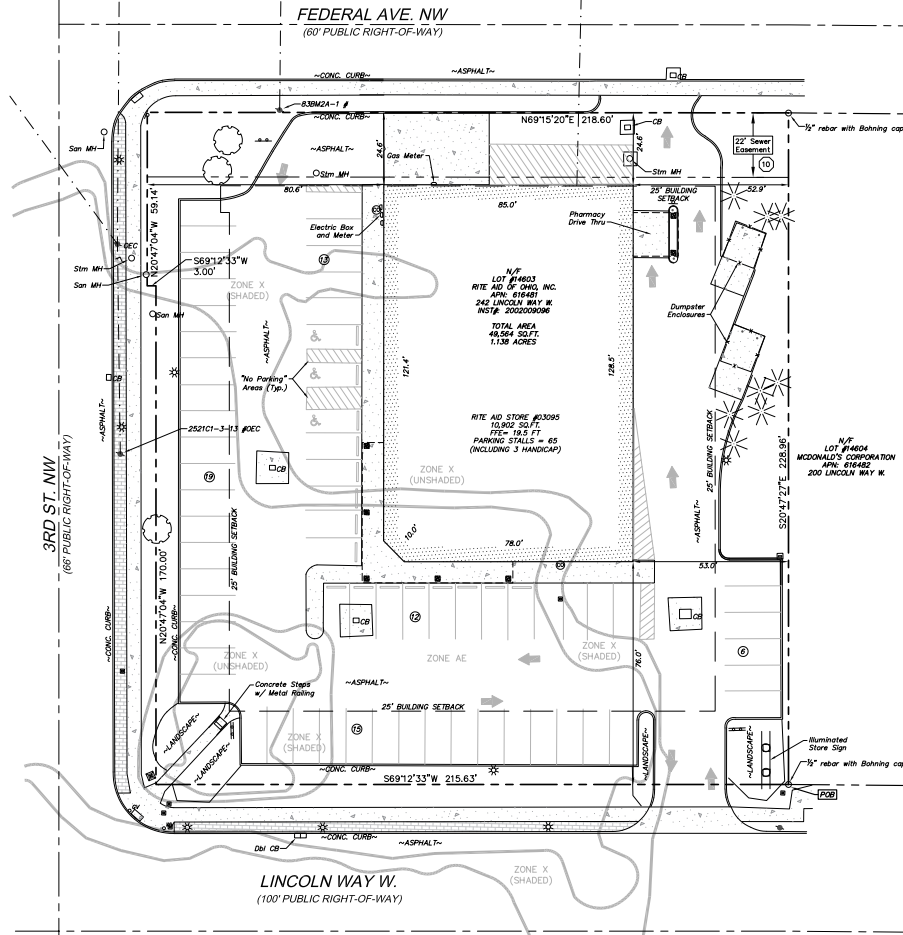 FEDERAL AVE. NW
(60' PUBLIC RIGHT-OF-WAY)
~CONC. CURB~
~ASPHALT~
CB
83BM2A-1 #
~CONC. CURB~
N69°15'20"E 218.60'
CB
½" rebar with Bohning cap
San MH
~ASPHALT~
24.6'
24.6'
22' Sewer
Easement
10
Gas Meter
Stm MH
Stm MH
80.6'
85.0'
25' BUILDING
SETBACK
52.9'
N20°47'04"W 59.14'
Electric Box
and Meter
Pharmacy
Drive Thru
OEC
Stm MH
San MH
S69°12'33"W
3.00'
13
ZONE X
(SHADED)
N/F
LOT #14603
RITE AID OF OHIO, INC.
APN: 616481
242 LINCOLN WAY W.
INST#: 2002009096
TOTAL AREA
49,564 SQ.FT.
1.138 ACRES
Dumpster
Enclosures
San MH
~ASPHALT~
CB
"No Parking"
Areas (Typ.)
121.4'
128.5'
~ASPHALT~
2521C1-3-13 #OEC
RITE AID STORE #03095
10,902 SQ.FT.
FFE= 19.5 FT
PARKING STALLS = 65
(INCLUDING 3 HANDICAP)
25' BUILDING SETBACK
N/F
LOT #14604
MCDONALD'S CORPORATION
APN: 616482
200 LINCOLN WAY W.
3RD ST. NW
(66' PUBLIC RIGHT-OF-WAY)
19
CB
ZONE X
(UNSHADED)
S20°47'27"E 228.96'
10.0'
78.0'
~ASPHALT~
53.0'
25' BUILDING SETBACK
N20°47'04"W 170.00'
~CONC. CURB~
~CONC. CURB~
CB
12
CB
6
ZONE X
(UNSHADED)
ZONE AE
ZONE X
(SHADED)
76.0'
Concrete Steps
w/ Metal Railing
~ASPHALT~
25' BUILDING SETBACK
~LANDSCAPE~
~LANDSCAPE~
ZONE X
(SHADED)
15
~LANDSCAPE~
~LANDSCAPE~
Illuminated
Store Sign
~CONC. CURB~
S69°12'33"W 215.63'
½" rebar with Bohning cap
POB
~CONC. CURB~
~ASPHALT~
Dbl CB
ZONE X
(SHADED)
LINCOLN WAY W.
(100' PUBLIC RIGHT-OF-WAY)